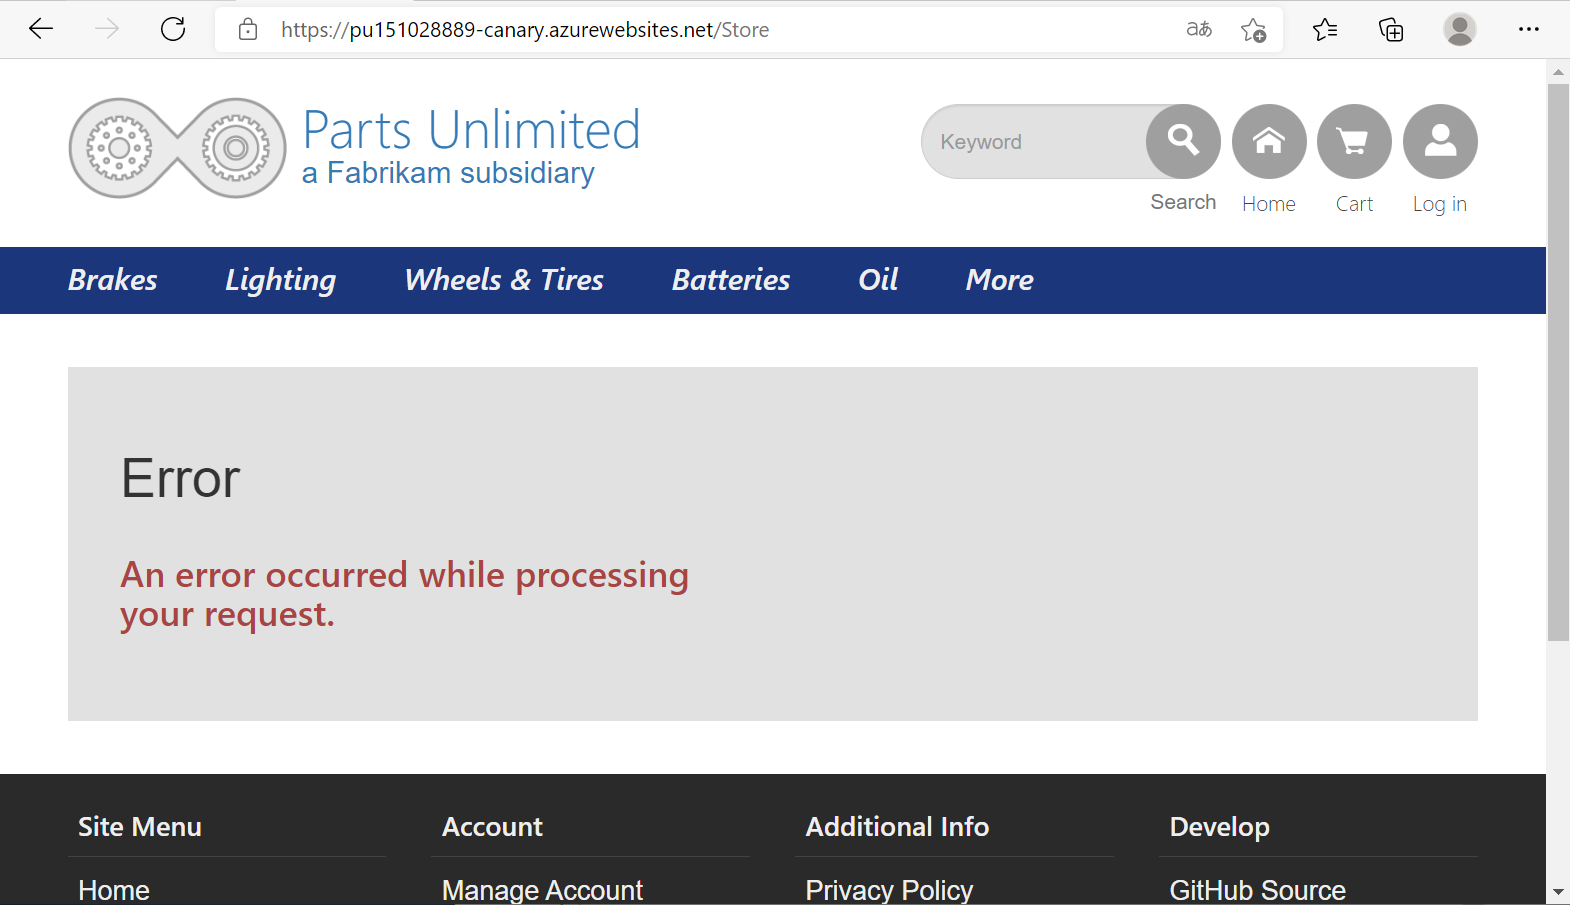 https://pu151028889-canary.azurewebsites.net/Store
aあ
Parts Unlimited
a Fabrikam subsidiary
Keyword
Search
Home
Cart
Log in
Brakes
Lighting
Wheels & Tires
Batteries
Oil
More
Error
An error occurred while processing
your request.
Site Menu
Account
Additional Info
Develop
Home
Manage Account
Privacy Policy
GitHub Source